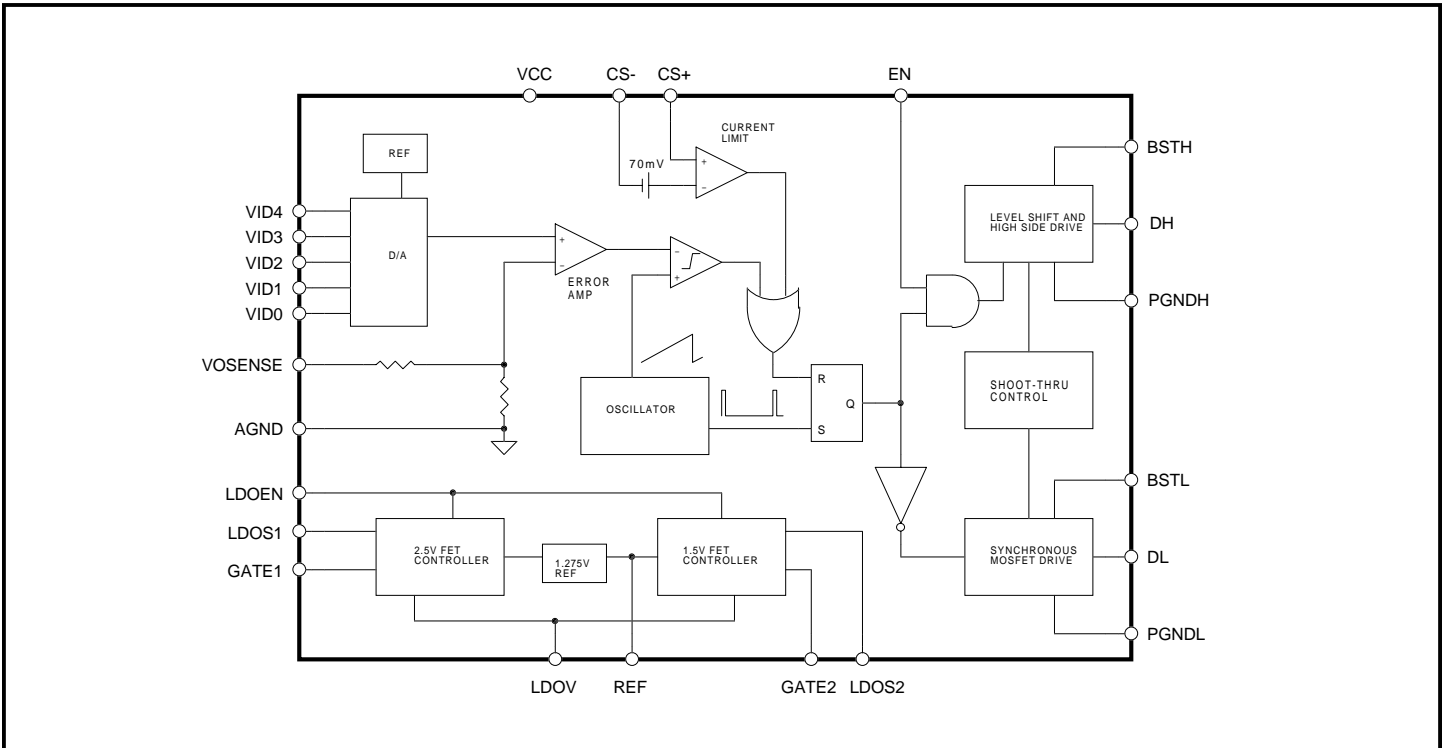 VCC
CS-
CS+
EN
CURRENT
LIMIT
70mV
+
−
REF
D/A
VID4
VID3
VID2
VID1
VID0
+
−
ERROR
AMP
−
+
BSTH
LEVEL SHIFT AND
HIGH SIDE DRIVE
DH
PGNDH
VOSENSE
AGND
OSCILLATOR
R
Q
S
SHOOT-THRU
CONTROL
LDOEN
LDOS1
GATE1
2.5V FET
CONTROLLER
1.275V
REF
1.5V FET
CONTROLLER
BSTL
SYNCHRONOUS
MOSFET DRIVE
DL
PGNDL
LDOV
REF
GATE2
LDOS2